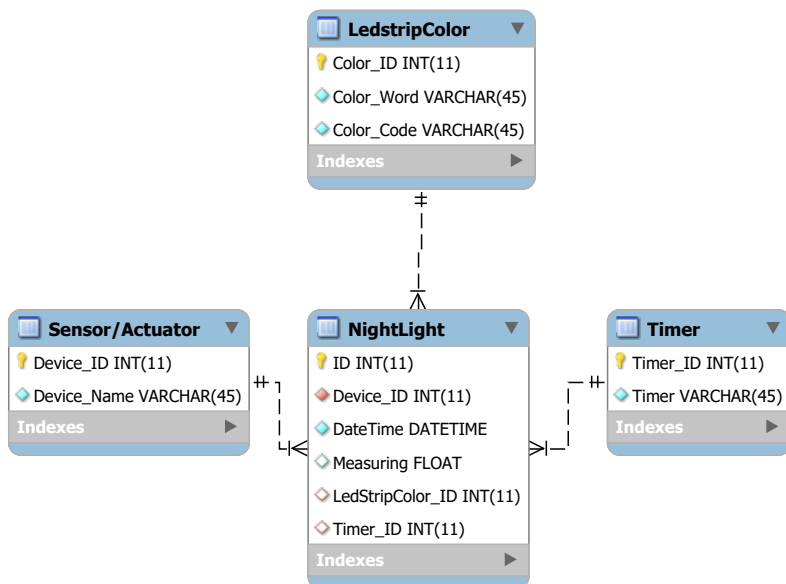 LedstripColor
Color_ID INT(11)
Color_Word VARCHAR(45)
Color_Code VARCHAR(45)
Indexes
Sensor/Actuator
Device_ID INT(11)
Device_Name VARCHAR(45)
Indexes
NightLight
ID INT(11)
Device_ID INT(11)
DateTime DATETIME
Measuring FLOAT
LedStripColor_ID INT(11)
Timer_ID INT(11)
Indexes
Timer
Timer_ID INT(11)
Timer VARCHAR(45)
Indexes